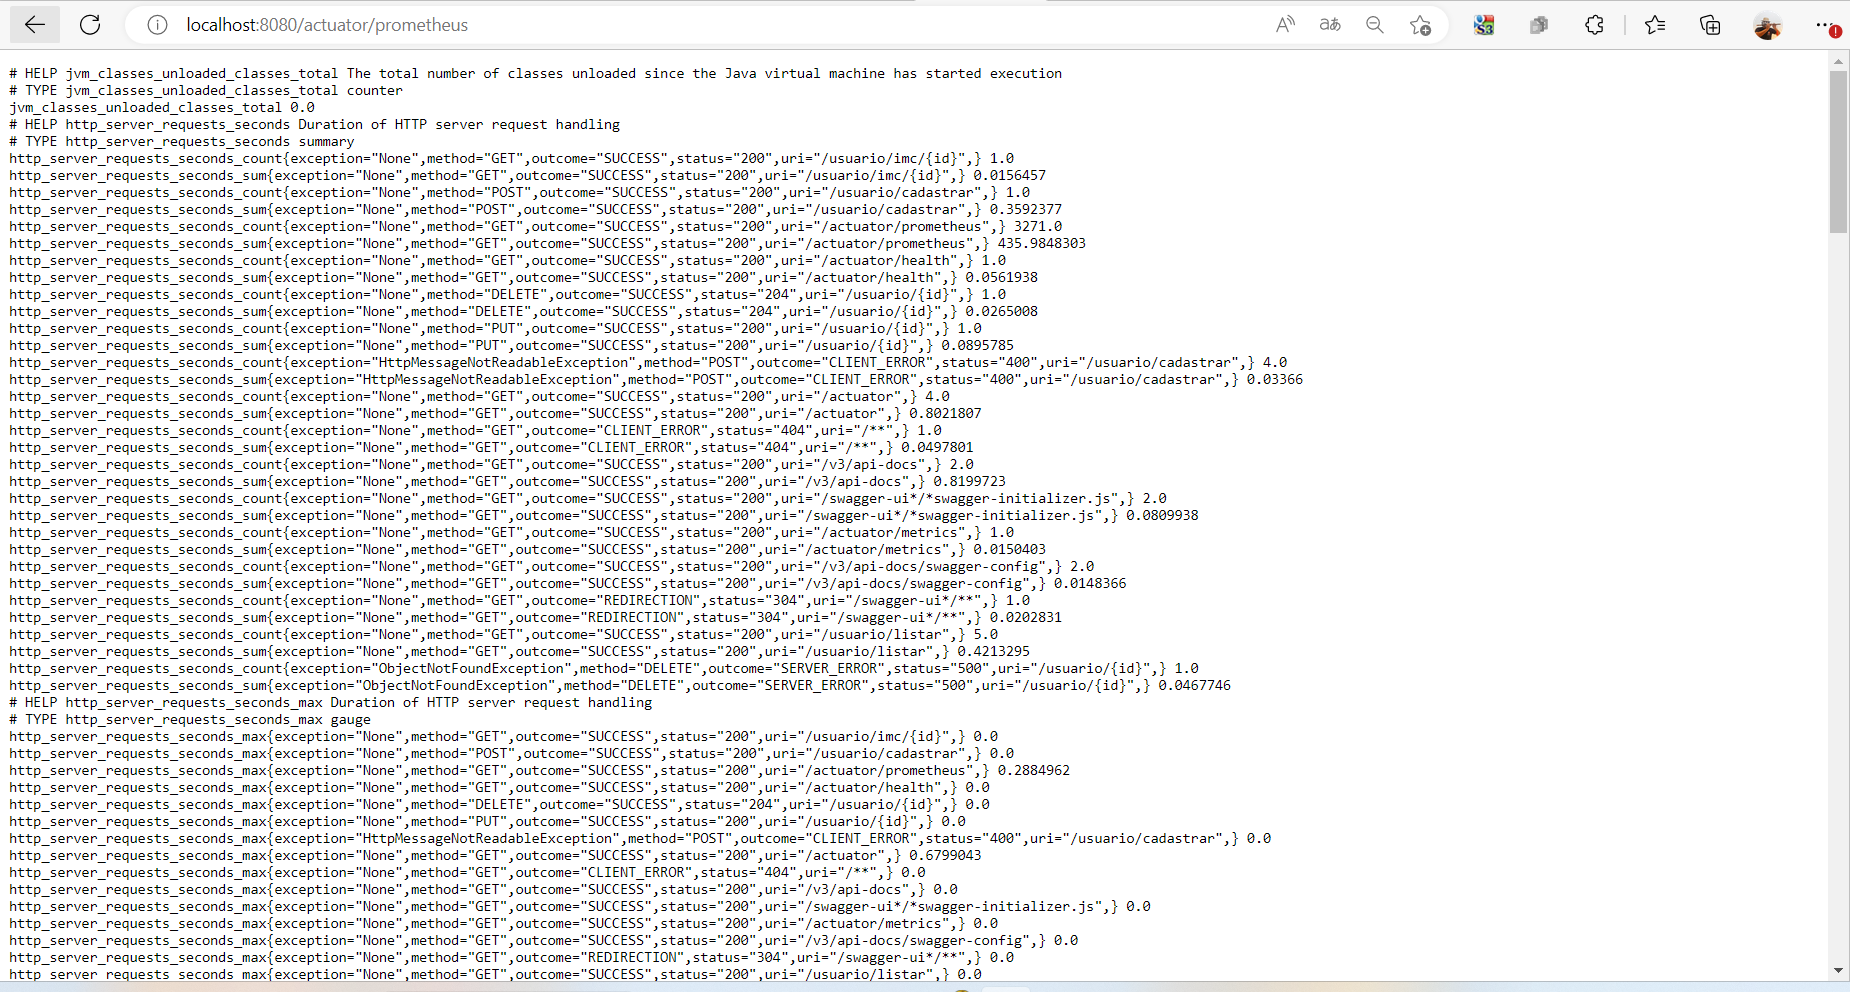 localhost:8080/actuator/prometheus
# HELP jvm_classes_unloaded_classes_total The total number of classes unloaded since the Java virtual machine has started execution
# TYPE jvm_classes_unloaded_classes_total counter
jvm_classes_unloaded_classes_total 0.0
# HELP http_server_requests_seconds Duration of HTTP server request handling
# TYPE http_server_requests_seconds summary
http_server_requests_seconds_count{exception="None",method="GET",outcome="SUCCESS",status="200",uri="/usuario/imc/{id}",} 1.0
http_server_requests_seconds_sum{exception="None",method="GET",outcome="SUCCESS",status="200",uri="/usuario/imc/{id}",} 0.0156457
http_server_requests_seconds_count{exception="None",method="POST",outcome="SUCCESS",status="200",uri="/usuario/cadastrar",} 1.0
http_server_requests_seconds_sum{exception="None",method="POST",outcome="SUCCESS",status="200",uri="/usuario/cadastrar",} 0.3592377
http_server_requests_seconds_count{exception="None",method="GET",outcome="SUCCESS",status="200",uri="/actuator/prometheus",} 3271.0
http_server_requests_seconds_sum{exception="None",method="GET",outcome="SUCCESS",status="200",uri="/actuator/prometheus",} 435.9848303
http_server_requests_seconds_count{exception="None",method="GET",outcome="SUCCESS",status="200",uri="/actuator/health",} 1.0
http_server_requests_seconds_sum{exception="None",method="GET",outcome="SUCCESS",status="200",uri="/actuator/health",} 0.0561938
http_server_requests_seconds_count{exception="None",method="DELETE",outcome="SUCCESS",status="204",uri="/usuario/{id}",} 1.0
http_server_requests_seconds_sum{exception="None",method="DELETE",outcome="SUCCESS",status="204",uri="/usuario/{id}",} 0.0265008
http_server_requests_seconds_count{exception="None",method="PUT",outcome="SUCCESS",status="200",uri="/usuario/{id}",} 1.0
http_server_requests_seconds_sum{exception="None",method="PUT",outcome="SUCCESS",status="200",uri="/usuario/{id}",} 0.0895785
http_server_requests_seconds_count{exception="HttpMessageNotReadableException",method="POST",outcome="CLIENT_ERROR",status="400",uri="/usuario/cadastrar",} 4.0
http_server_requests_seconds_sum{exception="HttpMessageNotReadableException",method="POST",outcome="CLIENT_ERROR",status="400",uri="/usuario/cadastrar",} 0.03366
http_server_requests_seconds_count{exception="None",method="GET",outcome="SUCCESS",status="200",uri="/actuator",} 4.0
http_server_requests_seconds_sum{exception="None",method="GET",outcome="SUCCESS",status="200",uri="/actuator",} 0.8021807
http_server_requests_seconds_count{exception="None",method="GET",outcome="CLIENT_ERROR",status="404",uri="/**",} 1.0
http_server_requests_seconds_sum{exception="None",method="GET",outcome="CLIENT_ERROR",status="404",uri="/**",} 0.0497801
http_server_requests_seconds_count{exception="None",method="GET",outcome="SUCCESS",status="200",uri="/v3/api-docs",} 2.0
http_server_requests_seconds_sum{exception="None",method="GET",outcome="SUCCESS",status="200",uri="/v3/api-docs",} 0.8199723
http_server_requests_seconds_count{exception="None",method="GET",outcome="SUCCESS",status="200",uri="/swagger-ui*/*swagger-initializer.js",} 2.0
http_server_requests_seconds_sum{exception="None",method="GET",outcome="SUCCESS",status="200",uri="/swagger-ui*/*swagger-initializer.js",} 0.0809938
http_server_requests_seconds_count{exception="None",method="GET",outcome="SUCCESS",status="200",uri="/actuator/metrics",} 1.0
http_server_requests_seconds_sum{exception="None",method="GET",outcome="SUCCESS",status="200",uri="/actuator/metrics",} 0.0150403
http_server_requests_seconds_count{exception="None",method="GET",outcome="SUCCESS",status="200",uri="/v3/api-docs/swagger-config",} 2.0
http_server_requests_seconds_sum{exception="None",method="GET",outcome="SUCCESS",status="200",uri="/v3/api-docs/swagger-config",} 0.0148366
http_server_requests_seconds_count{exception="None",method="GET",outcome="REDIRECTION",status="304",uri="/swagger-ui*/**",} 1.0
http_server_requests_seconds_sum{exception="None",method="GET",outcome="REDIRECTION",status="304",uri="/swagger-ui*/**",} 0.0202831
http_server_requests_seconds_count{exception="None",method="GET",outcome="SUCCESS",status="200",uri="/usuario/listar",} 5.0
http_server_requests_seconds_sum{exception="None",method="GET",outcome="SUCCESS",status="200",uri="/usuario/listar",} 0.4213295
http_server_requests_seconds_count{exception="ObjectNotFoundException",method="DELETE",outcome="SERVER_ERROR",status="500",uri="/usuario/{id}",} 1.0
http_server_requests_seconds_sum{exception="ObjectNotFoundException",method="DELETE",outcome="SERVER_ERROR",status="500",uri="/usuario/{id}",} 0.0467746
# HELP http_server_requests_seconds_max Duration of HTTP server request handling
# TYPE http_server_requests_seconds_max gauge
http_server_requests_seconds_max{exception="None",method="GET",outcome="SUCCESS",status="200",uri="/usuario/imc/{id}",} 0.0
http_server_requests_seconds_max{exception="None",method="POST",outcome="SUCCESS",status="200",uri="/usuario/cadastrar",} 0.0
http_server_requests_seconds_max{exception="None",method="GET",outcome="SUCCESS",status="200",uri="/actuator/prometheus",} 0.2884962
http_server_requests_seconds_max{exception="None",method="GET",outcome="SUCCESS",status="200",uri="/actuator/health",} 0.0
http_server_requests_seconds_max{exception="None",method="DELETE",outcome="SUCCESS",status="204",uri="/usuario/{id}",} 0.0
http_server_requests_seconds_max{exception="None",method="PUT",outcome="SUCCESS",status="200",uri="/usuario/{id}",} 0.0
http_server_requests_seconds_max{exception="HttpMessageNotReadableException",method="POST",outcome="CLIENT_ERROR",status="400",uri="/usuario/cadastrar",} 0.0
http_server_requests_seconds_max{exception="None",method="GET",outcome="SUCCESS",status="200",uri="/actuator",} 0.6799043
http_server_requests_seconds_max{exception="None",method="GET",outcome="CLIENT_ERROR",status="404",uri="/**",} 0.0
http_server_requests_seconds_max{exception="None",method="GET",outcome="SUCCESS",status="200",uri="/v3/api-docs",} 0.0
http_server_requests_seconds_max{exception="None",method="GET",outcome="SUCCESS",status="200",uri="/swagger-ui*/*swagger-initializer.js",} 0.0
http_server_requests_seconds_max{exception="None",method="GET",outcome="SUCCESS",status="200",uri="/actuator/metrics",} 0.0
http_server_requests_seconds_max{exception="None",method="GET",outcome="SUCCESS",status="200",uri="/v3/api-docs/swagger-config",} 0.0
http_server_requests_seconds_max{exception="None",method="GET",outcome="REDIRECTION",status="304",uri="/swagger-ui*/**",} 0.0
http_server_requests_seconds_max{exception="None",method="GET",outcome="SUCCESS",status="200",uri="/usuario/listar",} 0.0